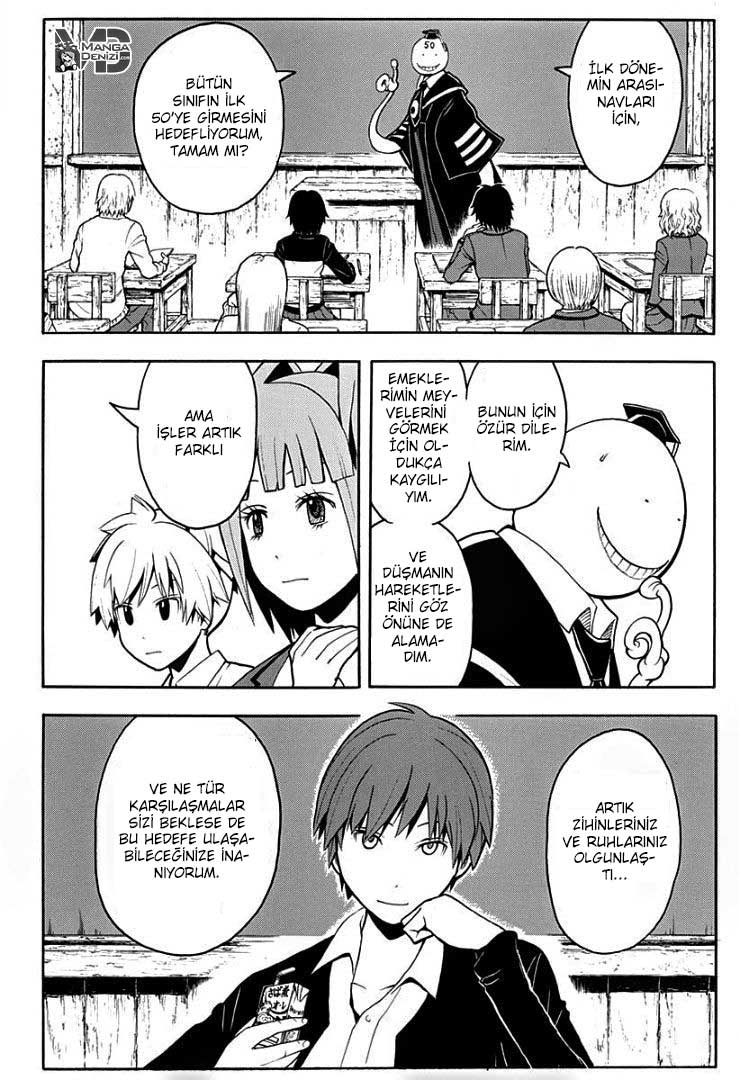 MANGA
DENİZİ
50
İLK DÖNE-
MİN ARASI-
NAVLARI
İÇİN,
BÜTÜN
SINIFIN İLK
50'YE GİRMESİNİ
HEDEFLİYORUM,
TAMAM MI?
BUNUN İÇİN
ÖZÜR DİLE-
RİM.
EMEKLE-
RİMİN MEY-
VELERİNİ
GÖRMEK
İÇİN OL-
DUKÇA
KAYGILI-
YIM.
VE
DÜŞMANIN
HAREKETLE-
RİNİ GÖZ
ÖNÜNE DE
ALAMA-
DIM.
AMA
İŞLER ARTIK
FARKLI
ARTIK
ZİHİNLERİNİZ
VE RUHLARINIZ
OLGUNLAŞ-
TI...
VE NE TÜR
KARŞILAŞMALAR
SİZİ BEKLESE DE
BU HEDEFE ULAŞA-
BİLECEĞİNİZE İNA-
NIYORUM.